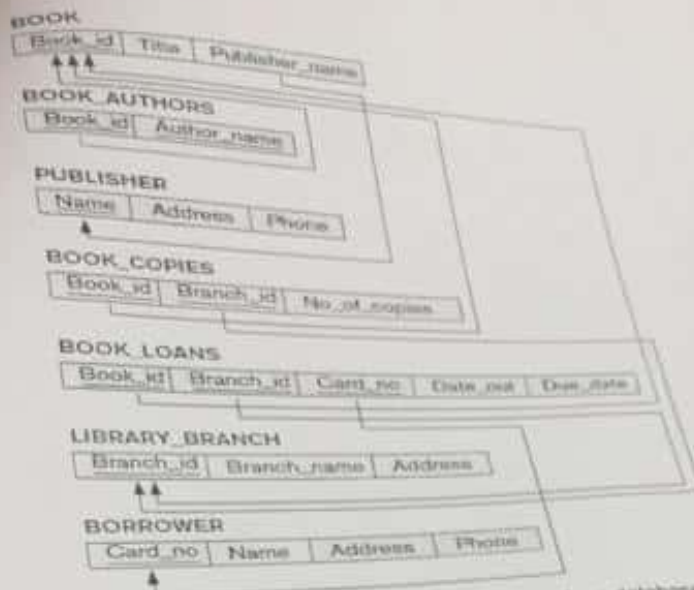 BOOK
Book_id Title Publisher_name
BOOK_AUTHORS
Book_id Author_name
PUBLISHER
Name Address Phone
BOOK_COPIES
Book_id Branch_id No_of_copies
BOOK_LOANS
Book_id Branch_id Card_no Date_out Due_date
LIBRARY_BRANCH
Branch_id Branch_name Address
BORROWER
Card_no Name Address Phone